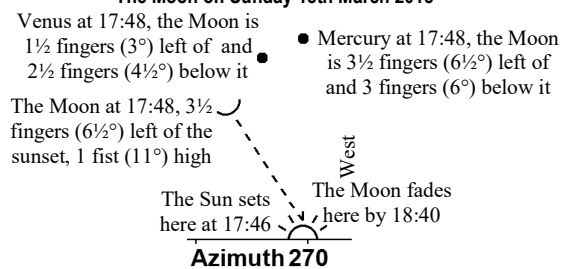 The Moon on Sunday 18th March 2018
Venus at 17:48, the Moon is
1½ fingers (3°) left of and
2½ fingers (4½°) below it
Mercury at 17:48, the Moon
is 3½ fingers (6½°) left of
and 3 fingers (6°) below it
The Moon at 17:48, 3½
fingers (6½°) left of the
sunset, 1 fist (11°) high
West
The Sun sets
here at 17:46
The Moon fades
here by 18:40
Azimuth 270